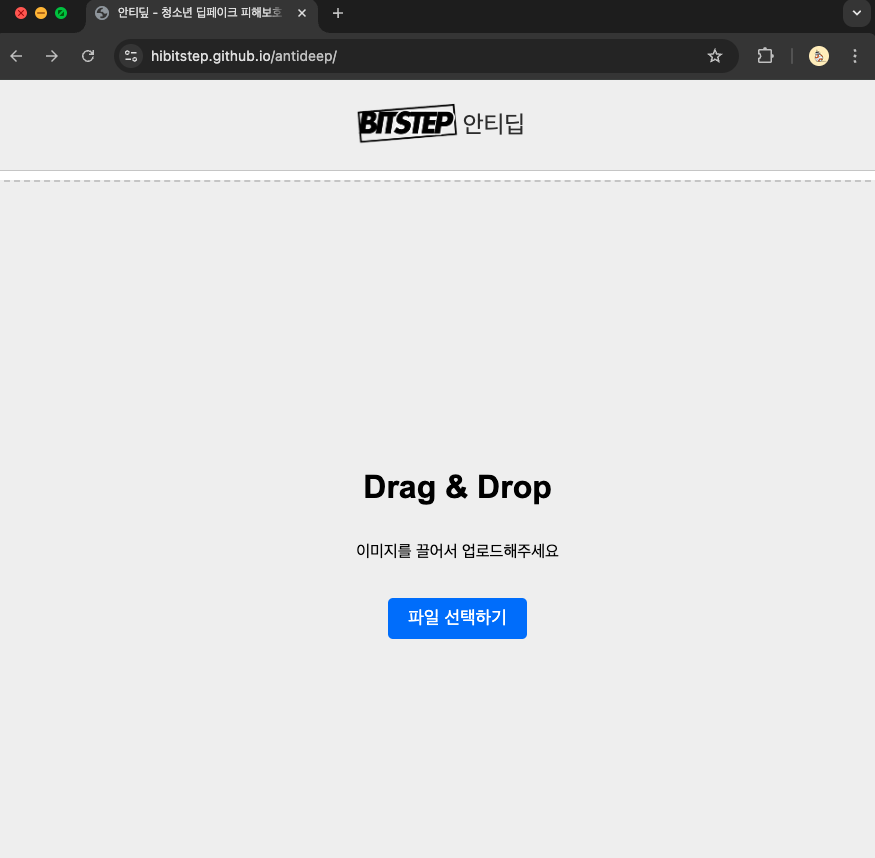 안티딮 - 청소년 딥페이크 피해보호
hibitstep.github.io/antideep/
BITSTEP 안티딥
Drag & Drop
이미지를 끌어서 업로드해주세요
파일 선택하기